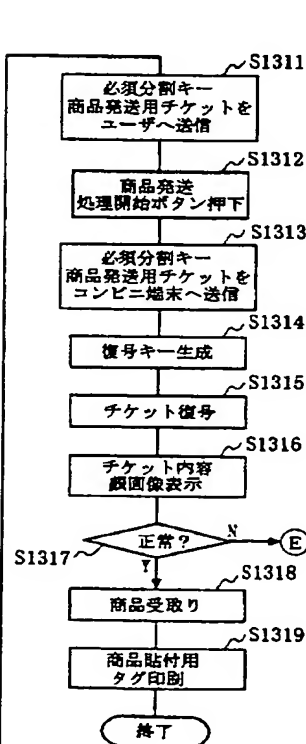 S1311
必須分割キー
商品発送用チケットを
ユーザへ送信
S1312
商品発送
処理開始ボタン押下
S1313
必須分割キー
商品発送用チケットを
コンビニ端末へ送信
S1314
復号キー生成
S1315
チケット復号
S1316
チケット内容
顔画像表示
正常?
N
E
S1317
Y
S1318
商品受取り
S1319
商品貼付用
タグ印刷
終了